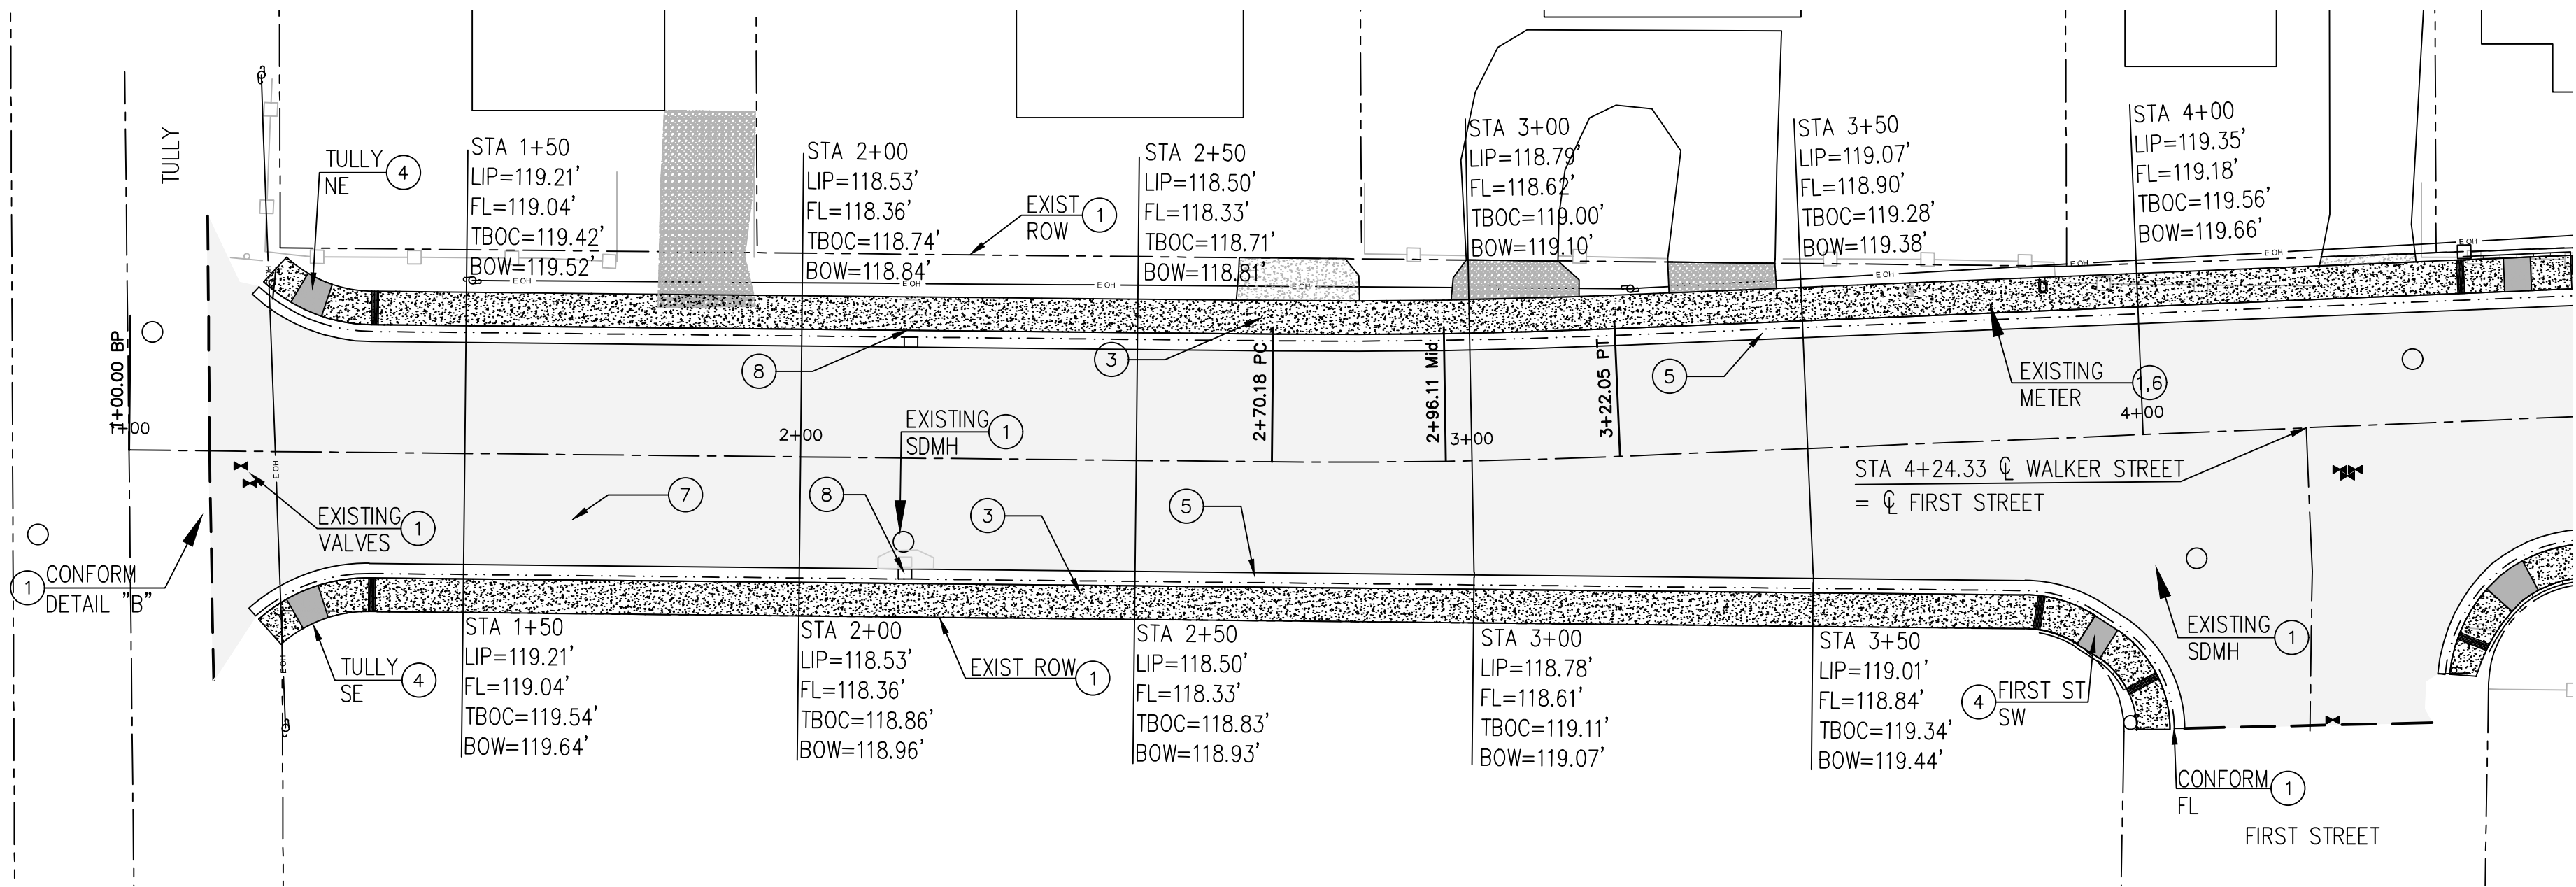 TULLY
TULLY 4
NE
STA 1+50
LIP=119.21'
FL=119.04'
TBOC=119.42'
BOW=119.52'
STA 2+00
LIP=118.53'
FL=118.36'
TBOC=118.74'
BOW=118.84'
EXIST 1
ROW
STA 2+50
LIP=118.50'
FL=118.33'
TBOC=118.71'
BOW=118.81'
STA 3+00
LIP=118.79'
FL=118.62'
TBOC=119.00'
BOW=119.10'
STA 3+50
LIP=119.07'
FL=118.90'
TBOC=119.28'
BOW=119.38'
STA 4+00
LIP=119.35'
FL=119.18'
TBOC=119.56'
BOW=119.66'
E OH
E OH
E OH
E OH
E OH
E OH
E OH
E OH
E OH
E OH
E OH
E OH
1+00.00 BP
1+00
8
3
2+70.18 PC
2+96.11 Mid
3+22.05 PT
5
EXISTING 1,6
METER
2+00
3+00
4+00
EXISTING 1
SDMH
STA 4+24.33 ℄ WALKER STREET
= ℄ FIRST STREET
EXISTING 1
VALVES
7
8
3
5
1 CONFORM
DETAIL "B"
TULLY 4
SE
STA 1+50
LIP=119.21'
FL=119.04'
TBOC=119.54'
BOW=119.64'
STA 2+00
LIP=118.53'
FL=118.36'
TBOC=118.86'
BOW=118.96'
EXIST ROW 1
STA 2+50
LIP=118.50'
FL=118.33'
TBOC=118.83'
BOW=118.93'
STA 3+00
LIP=118.78'
FL=118.61'
TBOC=119.11'
BOW=119.07'
STA 3+50
LIP=119.01'
FL=118.84'
TBOC=119.34'
BOW=119.44'
4 FIRST ST
SW
EXISTING 1
SDMH
CONFORM 1
FL
FIRST STREET